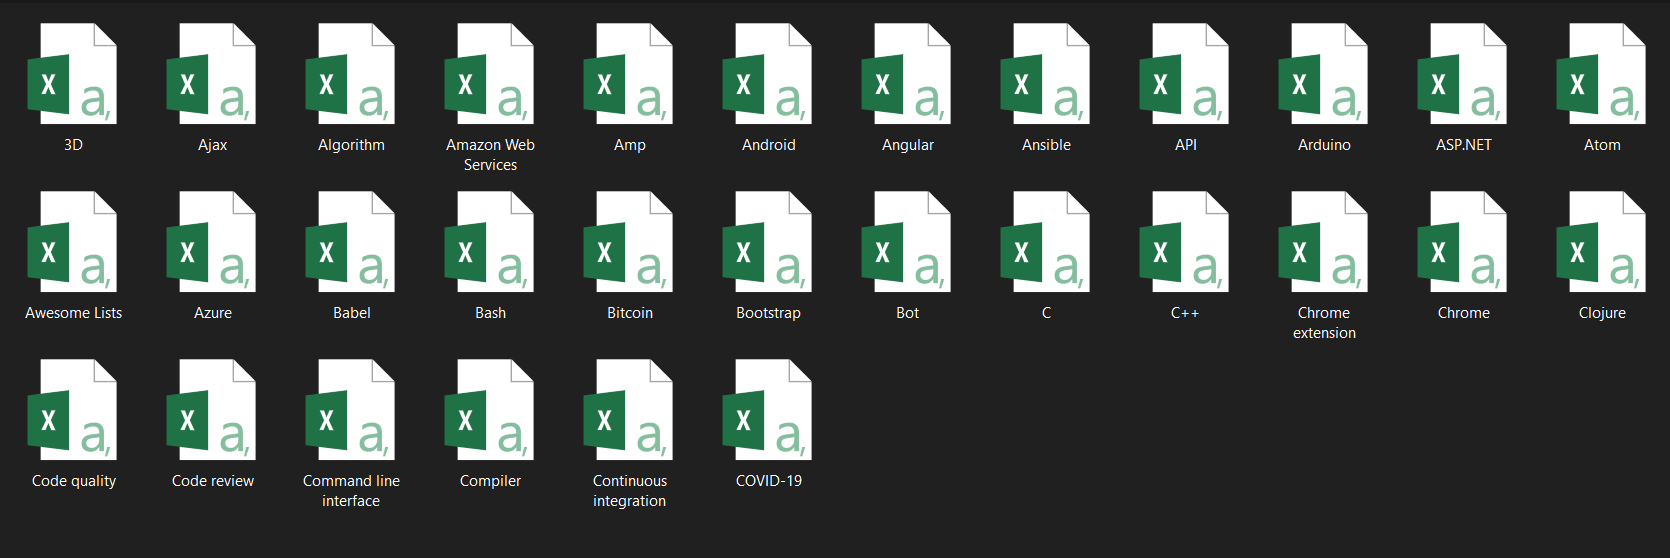 3D
Ajax
Algorithm
Amazon Web
Services
Amp
Android
Angular
Ansible
API
Arduino
ASP.NET
Atom
Awesome Lists
Azure
Babel
Bash
Bitcoin
Bootstrap
Bot
C
C++
Chrome
extension
Chrome
Clojure
Code quality
Code review
Command line
interface
Compiler
Continuous
integration
COVID-19